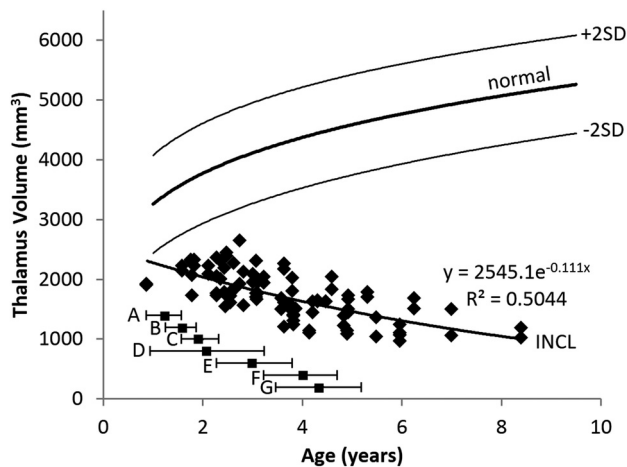 6000
5000
4000
3000
2000
1000
0
Thalamus Volume (mm³)
+2SD
normal
-2SD
y = 2545.1e^-0.111x
R² = 0.5044
INCL
A
B
C
D
E
F
G
0 2 4 6 8 10
Age (years)